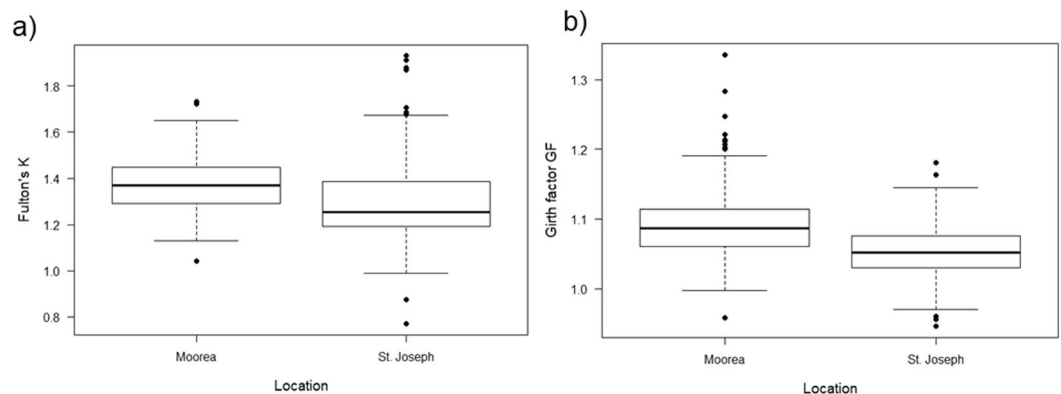 a)
Fulton's K
1.8
1.6
1.4
1.2
1.0
0.8
Moorea St. Joseph
Location
b)
Girth factor GF
1.3
1.2
1.1
1.0
Moorea St. Joseph
Location